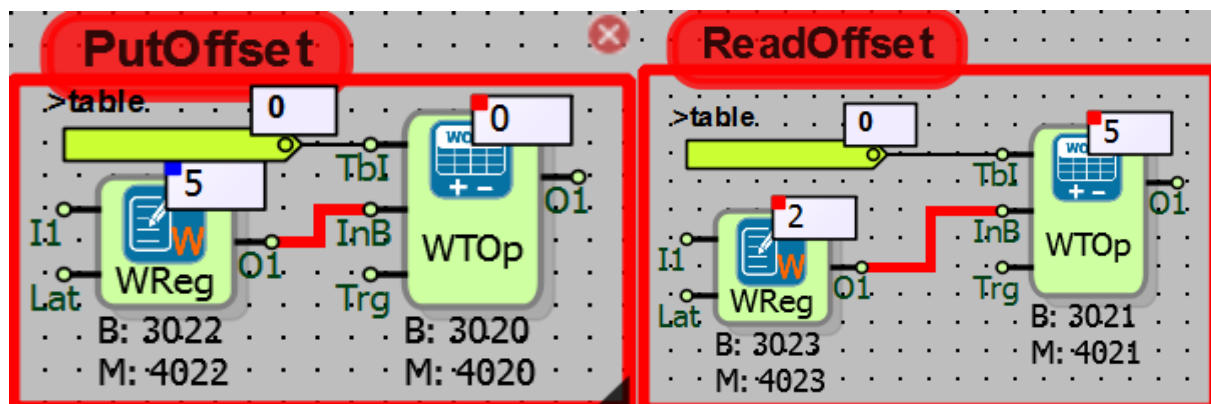 PutOffset
>table.
0
0
TbI
5
O1
I1
InB
WTOp
O1
WReg
Lat
Trg
B: 3022
B: 3020
M: 4022
M: 4020
ReadOffset
>table.
0
5
TbI
2
O1
I1
InB
WTOp
O1
WReg
Lat
Trg
B: 3021
B: 3023
M: 4021
M: 4023